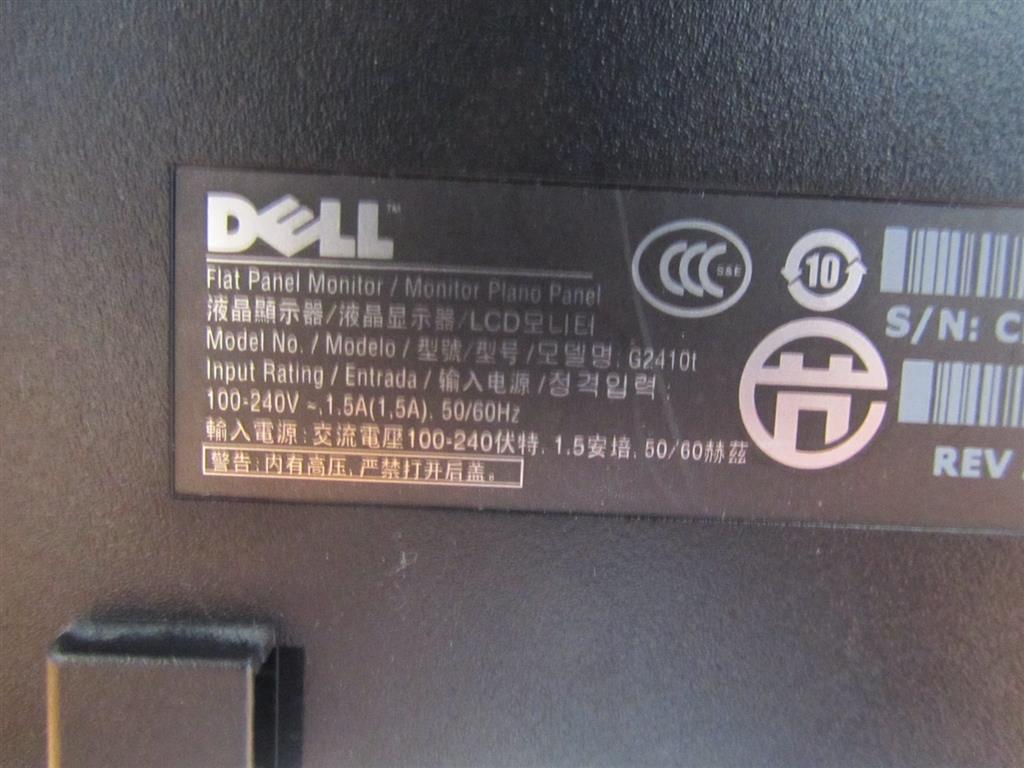 DELL™
Flat Panel Monitor / Monitor Plano Panel
液晶顯示器/液晶显示器/LCD모니터
Model No. / Modelo / 型號/型号/모델명: G2410t
Input Rating / Entrada / 输入电源/정격입력:
100-240V ~, 1.5A(1.5A), 50/60Hz
輸入電源: 交流電壓100-240伏特, 1.5安培, 50/60赫茲
警告: 内有高压, 严禁打开后盖。
CCC S&E
10
S/N: C
REV